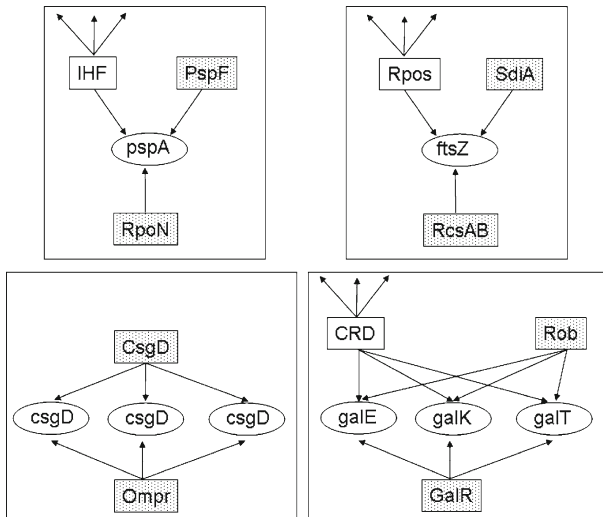 IHF PspF
pspA
RpoN
Rpos SdiA
ftsZ
RcsAB
CsgD
csgD csgD csgD
Ompr
CRD Rob
galE galK galT
GalR